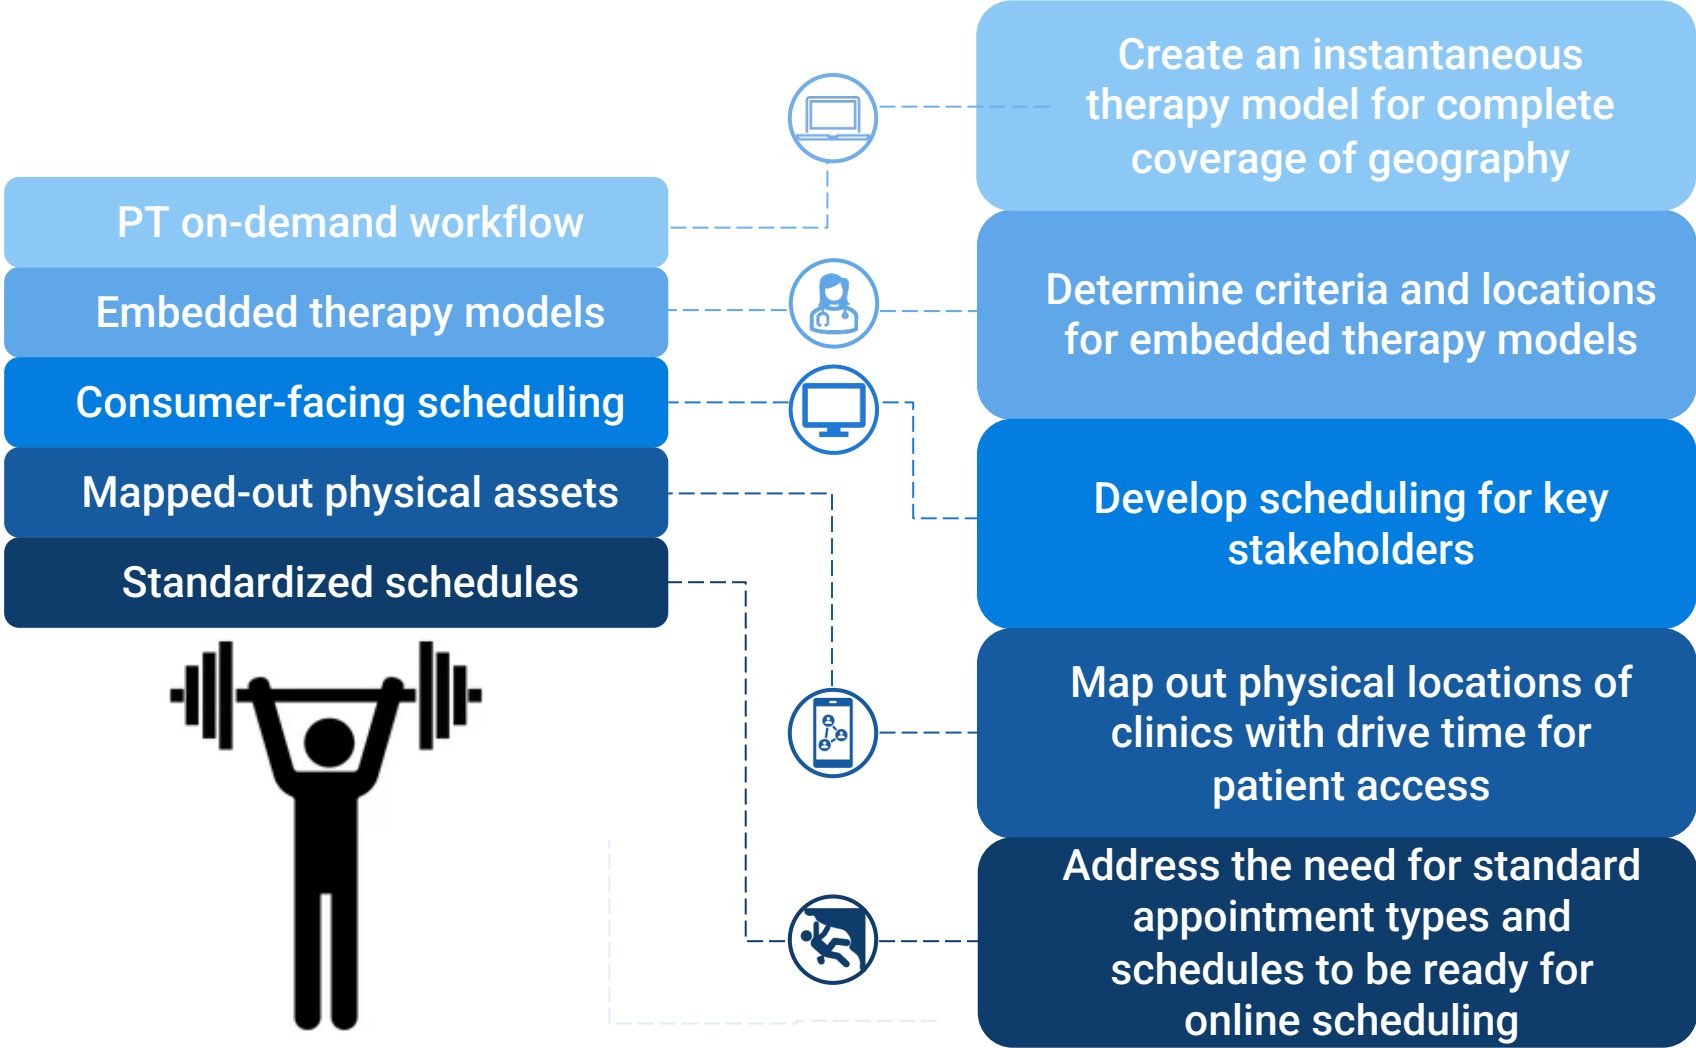 PT on-demand workflow
Embedded therapy models
Consumer-facing scheduling
Mapped-out physical assets
Standardized schedules
Create an instantaneous
therapy model for complete
coverage of geography
Determine criteria and locations
for embedded therapy models
Develop scheduling for key
stakeholders
Map out physical locations of
clinics with drive time for
patient access
Address the need for standard
appointment types and
schedules to be ready for
online scheduling